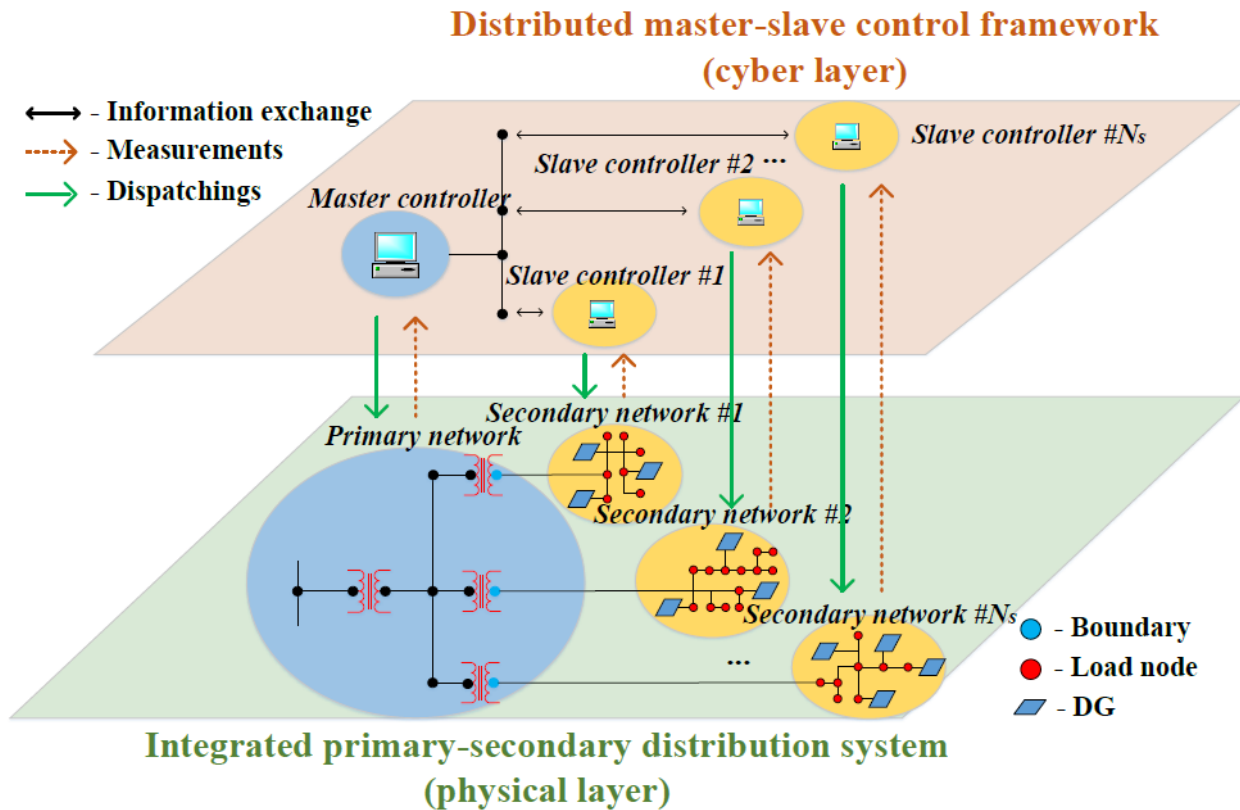 Distributed master-slave control framework
(cyber layer)
- Information exchange
- Measurements
- Dispatchings
Slave controller #Ns
Slave controller #2 ...
Master controller
Slave controller #1
Secondary network #1
Primary network
Secondary network #2
Secondary network #Ns
...
- Boundary
- Load node
- DG
Integrated primary-secondary distribution system
(physical layer)